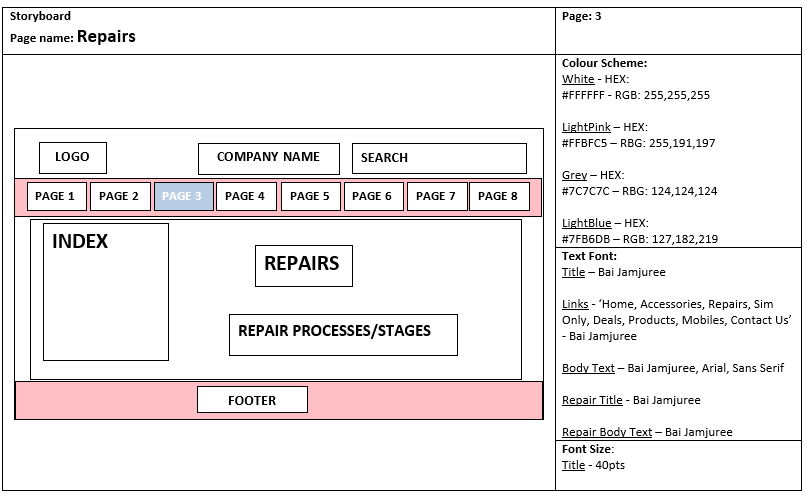 Storyboard
Page name: Repairs
Page: 3
LOGO
COMPANY NAME
SEARCH
PAGE 1
PAGE 2
PAGE 3
PAGE 4
PAGE 5
PAGE 6
PAGE 7
PAGE 8
INDEX
REPAIRS
REPAIR PROCESSES/STAGES
FOOTER
Colour Scheme:
White - HEX:
#FFFFFF - RGB: 255,255,255
LightPink – HEX:
#FFBFC5 – RBG: 255,191,197
Grey – HEX:
#7C7C7C – RBG: 124,124,124
LightBlue – HEX:
#7FB6DB – RGB: 127,182,219
Text Font:
Title – Bai Jamjuree
Links - ‘Home, Accessories, Repairs, Sim
Only, Deals, Products, Mobiles, Contact Us’
- Bai Jamjuree
Body Text – Bai Jamjuree, Arial, Sans Serif
Repair Title - Bai Jamjuree
Repair Body Text – Bai Jamjuree
Font Size:
Title - 40pts